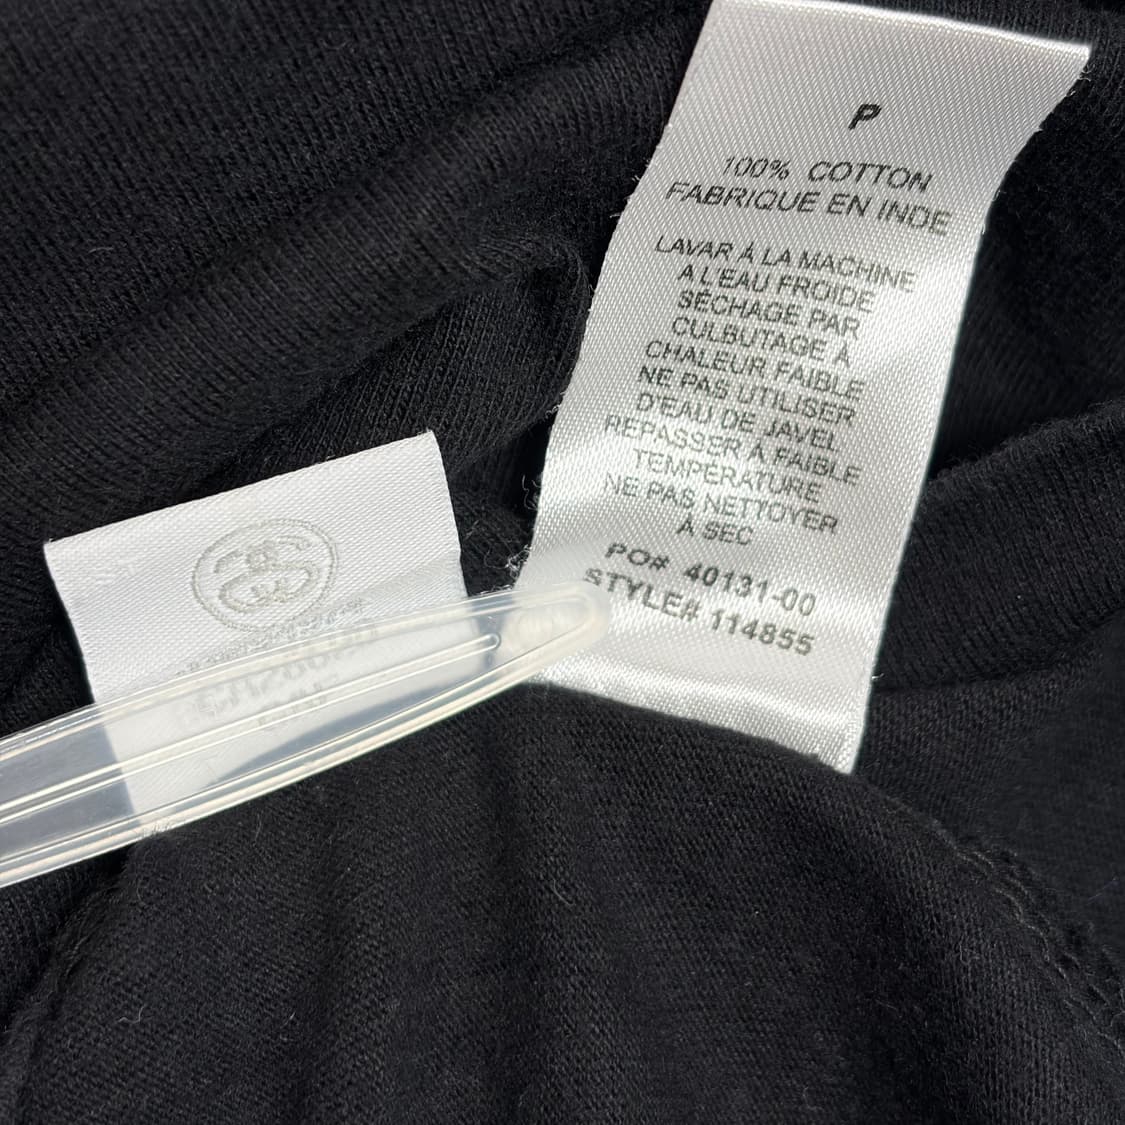 P
100% COTTON
FABRIQUE EN INDE
LAVAR À LA MACHINE
A L'EAU FROIDE
SÉCHAGE PAR
CULBUTAGE À
CHALEUR FAIBLE
NE PAS UTILISER
D'EAU DE JAVEL
REPASSER À FAIBLE
TEMPÉRATURE
NE PAS NETTOYER
À SEC
PO# 40131-00
STYLE# 114855